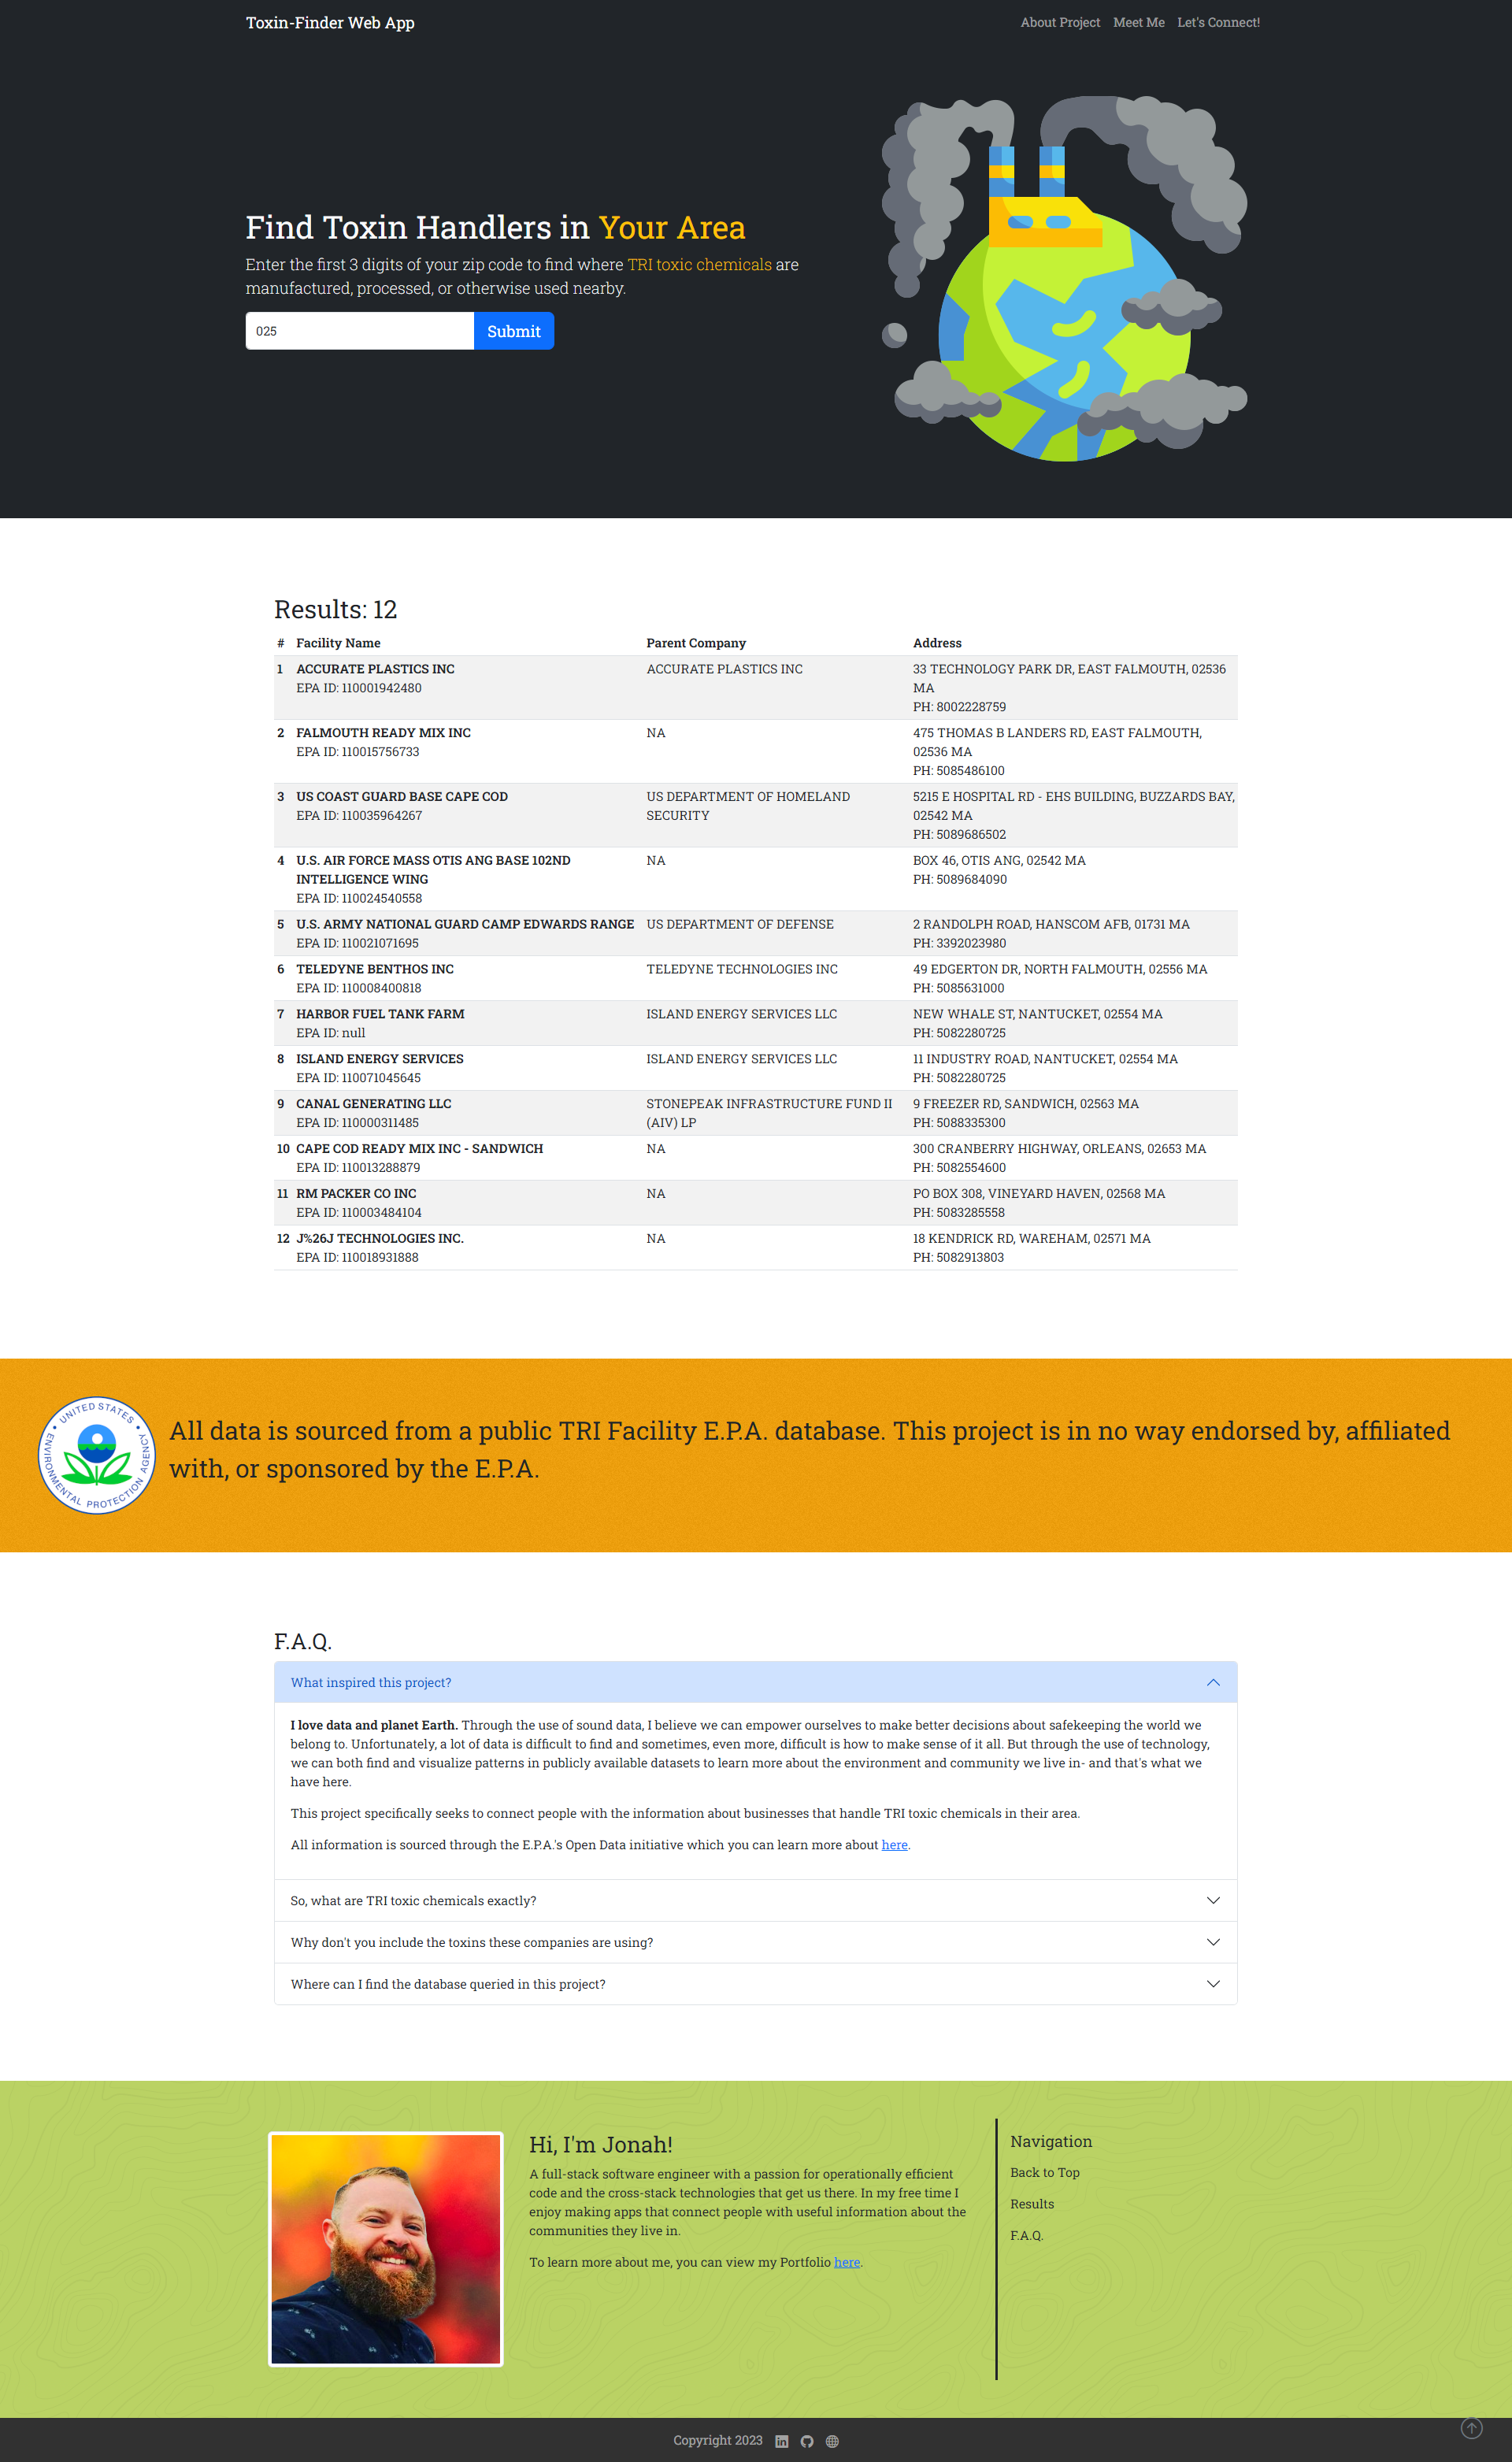 Toxin-Finder Web App
About Project Meet Me Let's Connect!
Find Toxin Handlers in Your Area
Enter the first 3 digits of your zip code to find where TRI toxic chemicals are
manufactured, processed, or otherwise used nearby.
025 Submit
Results: 12
# Facility Name Parent Company Address
1 ACCURATE PLASTICS INC ACCURATE PLASTICS INC 33 TECHNOLOGY PARK DR, EAST FALMOUTH, 02536
EPA ID: 110001942480 MA
PH: 8002228759
2 FALMOUTH READY MIX INC NA 475 THOMAS B LANDERS RD, EAST FALMOUTH,
EPA ID: 110015756733 02536 MA
PH: 5085486100
3 US COAST GUARD BASE CAPE COD US DEPARTMENT OF HOMELAND 5215 E HOSPITAL RD - EHS BUILDING, BUZZARDS BAY,
EPA ID: 110035964267 SECURITY 02542 MA
PH: 5089686502
4 U.S. AIR FORCE MASS OTIS ANG BASE 102ND NA BOX 46, OTIS ANG, 02542 MA
INTELLIGENCE WING PH: 5089684090
EPA ID: 110024540558
5 U.S. ARMY NATIONAL GUARD CAMP EDWARDS RANGE US DEPARTMENT OF DEFENSE 2 RANDOLPH ROAD, HANSCOM AFB, 01731 MA
EPA ID: 110021071695 PH: 3392023980
6 TELEDYNE BENTHOS INC TELEDYNE TECHNOLOGIES INC 49 EDGERTON DR, NORTH FALMOUTH, 02556 MA
EPA ID: 110008400818 PH: 5085631000
7 HARBOR FUEL TANK FARM ISLAND ENERGY SERVICES LLC NEW WHALE ST, NANTUCKET, 02554 MA
EPA ID: null PH: 5082280725
8 ISLAND ENERGY SERVICES ISLAND ENERGY SERVICES LLC 11 INDUSTRY ROAD, NANTUCKET, 02554 MA
EPA ID: 110071045645 PH: 5082280725
9 CANAL GENERATING LLC STONEPEAK INFRASTRUCTURE FUND II 9 FREEZER RD, SANDWICH, 02563 MA
EPA ID: 110000311485 (AIV) LP PH: 5088335300
10 CAPE COD READY MIX INC - SANDWICH NA 300 CRANBERRY HIGHWAY, ORLEANS, 02653 MA
EPA ID: 110013288879 PH: 5082554600
11 RM PACKER CO INC NA PO BOX 308, VINEYARD HAVEN, 02568 MA
EPA ID: 110003484104 PH: 5083285558
12 J%26J TECHNOLOGIES INC. NA 18 KENDRICK RD, WAREHAM, 02571 MA
EPA ID: 110018931888 PH: 5082913803
UNITED STATES
ENVIRONMENTAL PROTECTION AGENCY
All data is sourced from a public TRI Facility E.P.A. database. This project is in no way endorsed by, affiliated
with, or sponsored by the E.P.A.
F.A.Q.
What inspired this project?
I love data and planet Earth. Through the use of sound data, I believe we can empower ourselves to make better decisions about safekeeping the world we
belong to. Unfortunately, a lot of data is difficult to find and sometimes, even more, difficult is how to make sense of it all. But through the use of technology,
we can both find and visualize patterns in publicly available datasets to learn more about the environment and community we live in- and that's what we
have here.
This project specifically seeks to connect people with the information about businesses that handle TRI toxic chemicals in their area.
All information is sourced through the E.P.A.'s Open Data initiative which you can learn more about here.
So, what are TRI toxic chemicals exactly?
Why don't you include the toxins these companies are using?
Where can I find the database queried in this project?
Hi, I'm Jonah!
A full-stack software engineer with a passion for operationally efficient
code and the cross-stack technologies that get us there. In my free time I
enjoy making apps that connect people with useful information about the
communities they live in.
To learn more about me, you can view my Portfolio here.
Navigation
Back to Top
Results
F.A.Q.
Copyright 2023